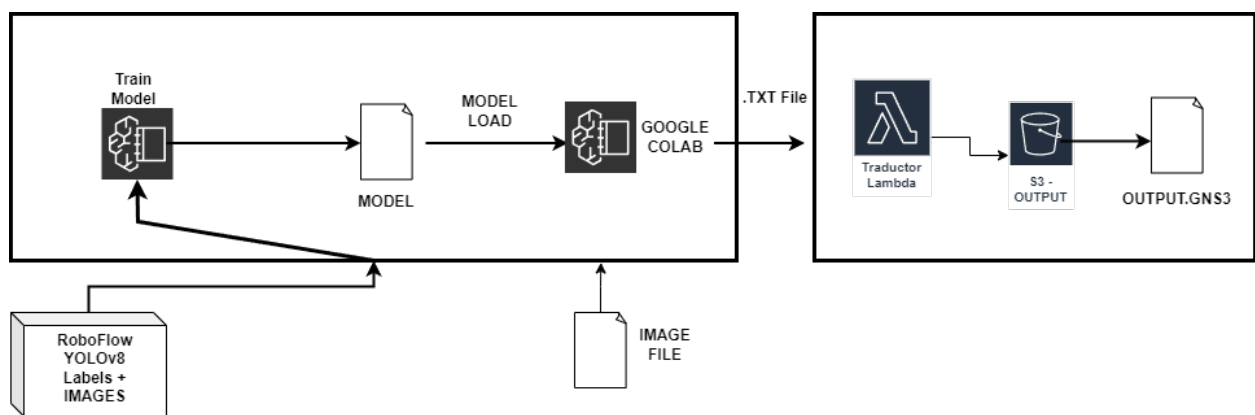 Train
Model
MODEL
MODEL
LOAD
GOOGLE
COLAB
.TXT File
Traductor
Lambda
S3 -
OUTPUT
OUTPUT.GNS3
RoboFlow
YOLOv8
Labels +
IMAGES
IMAGE
FILE